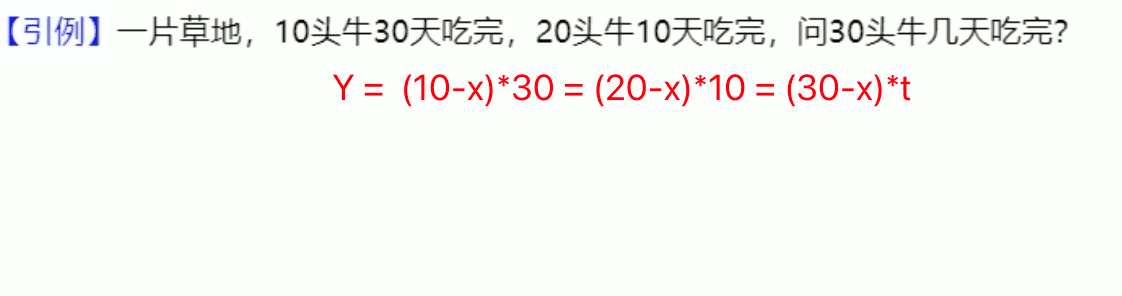 【引例】一片草地，10头牛30天吃完，20头牛10天吃完，问30头牛几天吃完?
Y = (10-x)*30 = (20-x)*10 = (30-x)*t